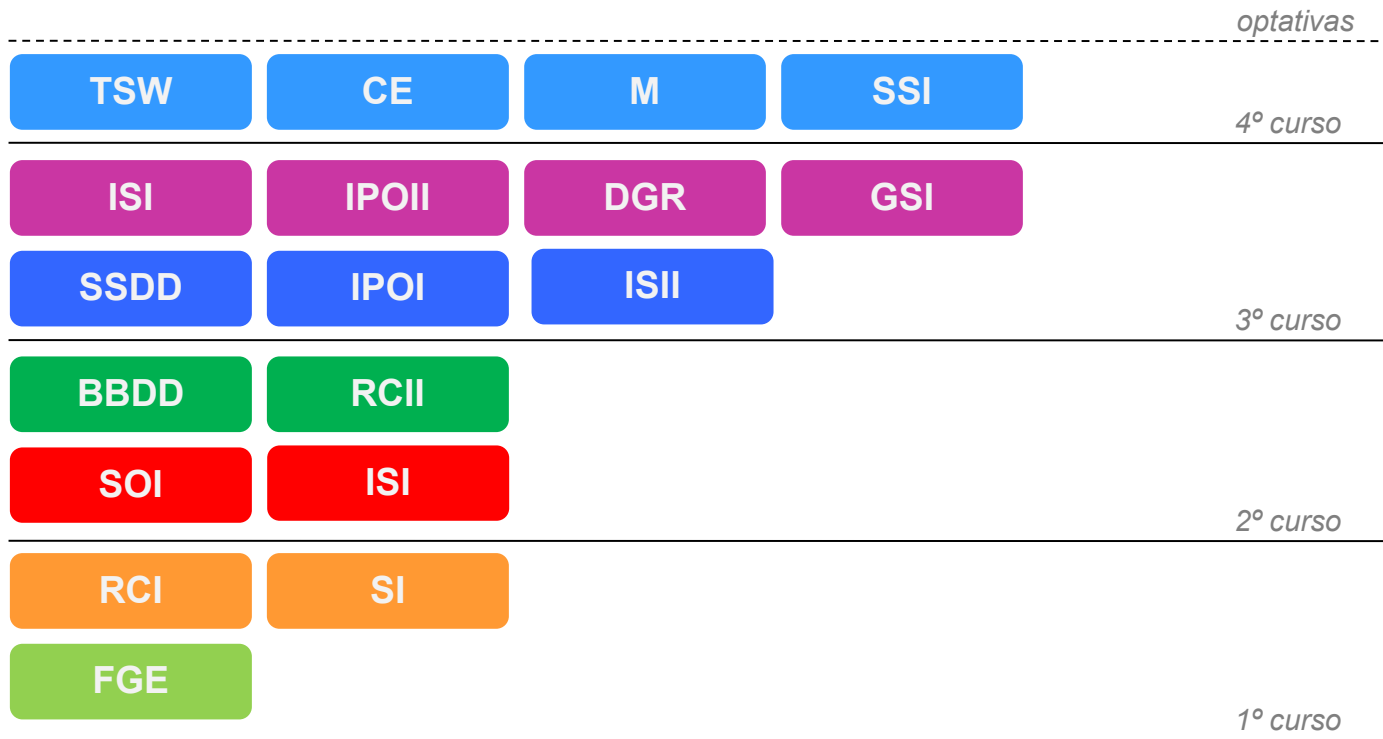 optativas
TSW CE M SSI
4º curso
ISI IPOII DGR GSI
SSDD IPOI ISII
3º curso
BBDD RCII
SOI ISI
2º curso
RCI SI
FGE
1º curso